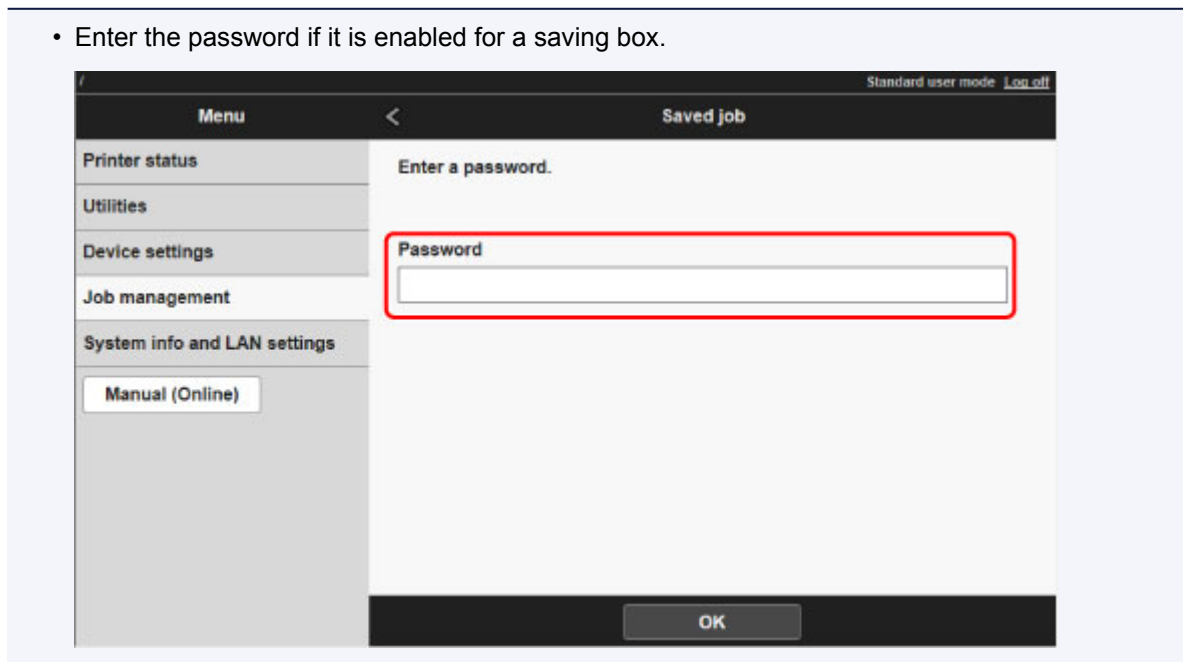 • Enter the password if it is enabled for a saving box.
/
Standard user mode Log off
Menu
< Saved job
Printer status
Enter a password.
Utilities
Device settings
Password
Job management
System info and LAN settings
Manual (Online)
OK